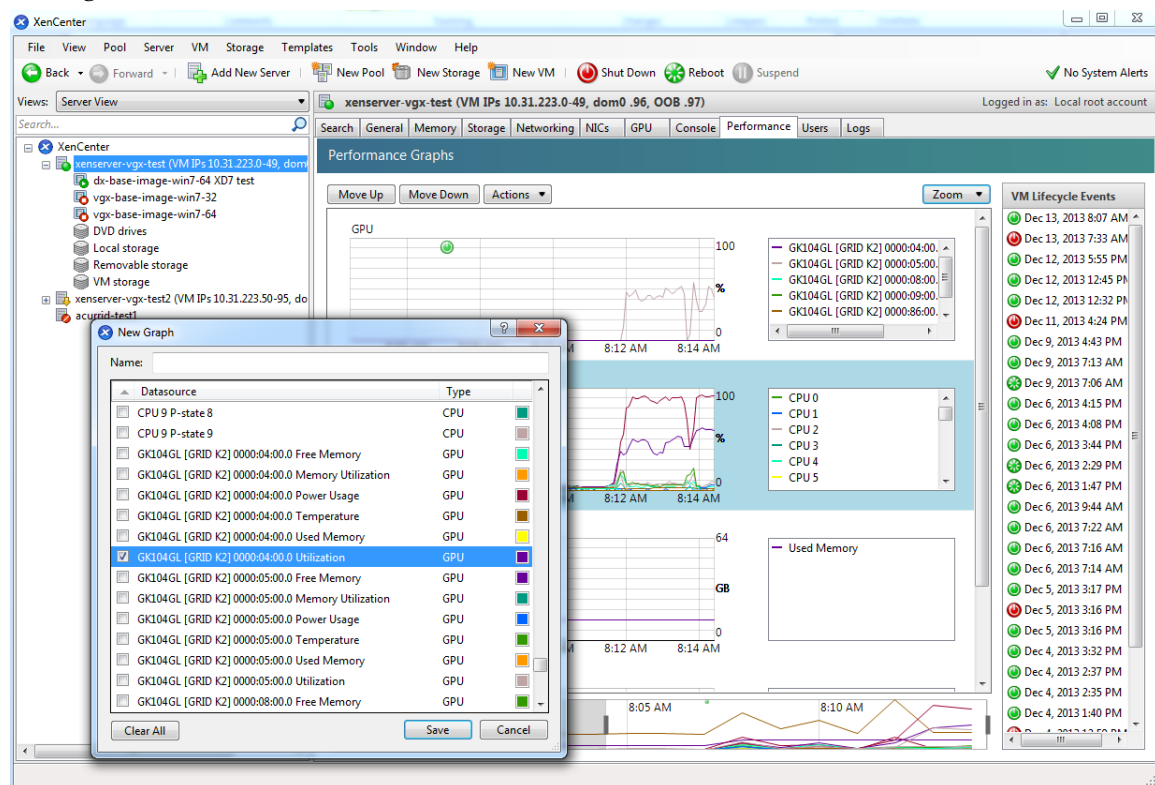 XenCenter
File View Pool Server VM Storage Templates Tools Window Help
Back Forward Add New Server New Pool New Storage New VM Shut Down Reboot Suspend No System Alerts
Views: Server View
xenserver-vgx-test (VM IPs 10.31.223.0-49, dom0 .96, OOB .97) Logged in as: Local root account
Search...
Search General Memory Storage Networking NICs GPU Console Performance Users Logs
XenCenter
xenserver-vgx-test (VM IPs 10.31.223.0-49, dom
dx-base-image-win7-64 XD7 test
vgx-base-image-win7-32
vgx-base-image-win7-64
DVD drives
Local storage
Removable storage
VM storage
xenserver-vgx-test2 (VM IPs 10.31.223.50-95, do
acurrid-test1
Performance Graphs
Move Up Move Down Actions Zoom
GPU
100
%
0
8:12 AM 8:14 AM
GK104GL [GRID K2] 0000:04:00.
GK104GL [GRID K2] 0000:05:00.
GK104GL [GRID K2] 0000:08:00.
GK104GL [GRID K2] 0000:09:00.
GK104GL [GRID K2] 0000:86:00.
100
%
0
8:12 AM 8:14 AM
CPU 0
CPU 1
CPU 2
CPU 3
CPU 4
CPU 5
64
GB
0
8:12 AM 8:14 AM
Used Memory
8:05 AM 8:10 AM
VM Lifecycle Events
Dec 13, 2013 8:07 AM
Dec 13, 2013 7:33 AM
Dec 12, 2013 5:55 PM
Dec 12, 2013 12:45 PM
Dec 12, 2013 12:32 PM
Dec 11, 2013 4:24 PM
Dec 9, 2013 4:43 PM
Dec 9, 2013 7:13 AM
Dec 9, 2013 7:06 AM
Dec 6, 2013 4:15 PM
Dec 6, 2013 4:08 PM
Dec 6, 2013 3:44 PM
Dec 6, 2013 2:29 PM
Dec 6, 2013 1:47 PM
Dec 6, 2013 9:44 AM
Dec 6, 2013 7:22 AM
Dec 6, 2013 7:16 AM
Dec 6, 2013 7:14 AM
Dec 5, 2013 3:17 PM
Dec 5, 2013 3:16 PM
Dec 5, 2013 3:16 PM
Dec 4, 2013 3:32 PM
Dec 4, 2013 2:37 PM
Dec 4, 2013 2:35 PM
Dec 4, 2013 1:40 PM
New Graph
Name:
Datasource Type
CPU 9 P-state 8 CPU
CPU 9 P-state 9 CPU
GK104GL [GRID K2] 0000:04:00.0 Free Memory GPU
GK104GL [GRID K2] 0000:04:00.0 Memory Utilization GPU
GK104GL [GRID K2] 0000:04:00.0 Power Usage GPU
GK104GL [GRID K2] 0000:04:00.0 Temperature GPU
GK104GL [GRID K2] 0000:04:00.0 Used Memory GPU
GK104GL [GRID K2] 0000:04:00.0 Utilization GPU
GK104GL [GRID K2] 0000:05:00.0 Free Memory GPU
GK104GL [GRID K2] 0000:05:00.0 Memory Utilization GPU
GK104GL [GRID K2] 0000:05:00.0 Power Usage GPU
GK104GL [GRID K2] 0000:05:00.0 Temperature GPU
GK104GL [GRID K2] 0000:05:00.0 Used Memory GPU
GK104GL [GRID K2] 0000:05:00.0 Utilization GPU
GK104GL [GRID K2] 0000:08:00.0 Free Memory GPU
Clear All Save Cancel